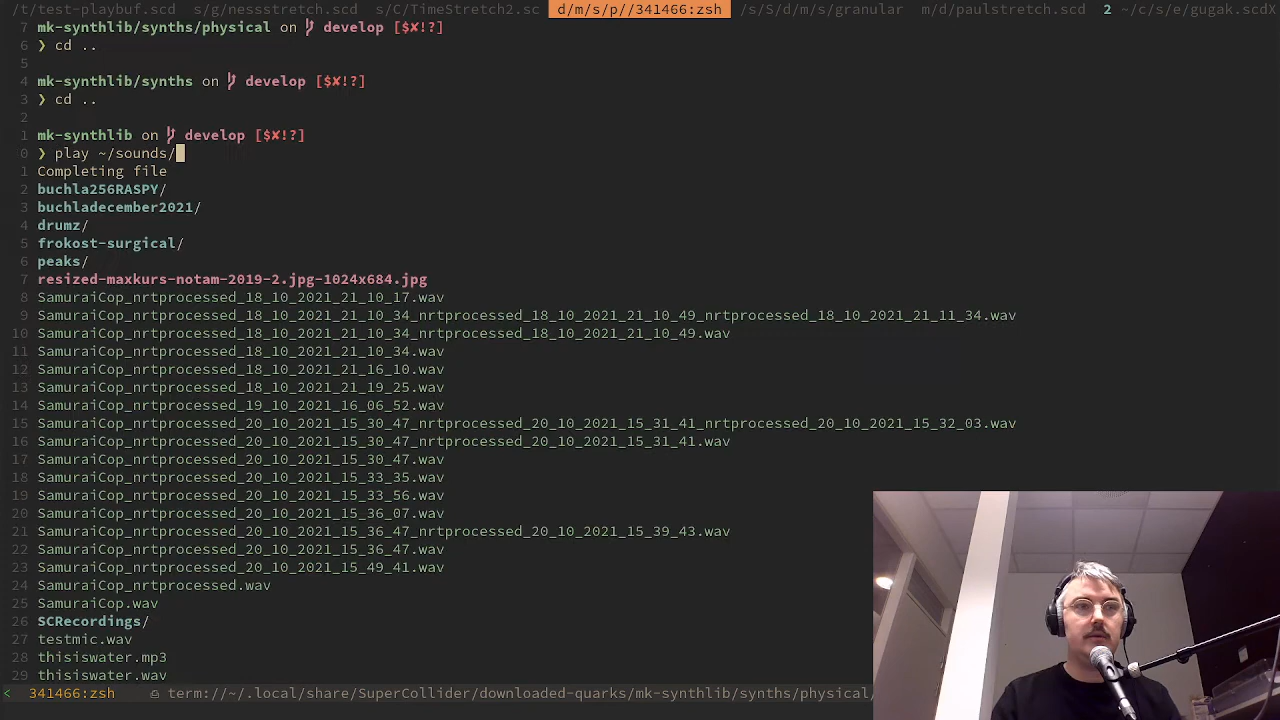 /t/test-playbuf.scd s/g/nessstretch.scd s/C/TimeStretch2.sc d/m/s/p//341466:zsh /s/S/d/m/s/granular m/d/paulstretch.scd 2 ~/c/s/e/gugak.scdX
7 mk-synthlib/synths/physical on develop [$✘!?]
6 ❯ cd ..
5
4 mk-synthlib/synths on develop [$✘!?]
3 ❯ cd ..
2
1 mk-synthlib on develop [$✘!?]
0 ❯ play ~/sounds/
1 Completing file
2 buchla256RASPY/
3 buchladecember2021/
4 drumz/
5 frokost-surgical/
6 peaks/
7 resized-maxkurs-notam-2019-2.jpg-1024x684.jpg
8 SamuraiCop_nrtprocessed_18_10_2021_21_10_17.wav
9 SamuraiCop_nrtprocessed_18_10_2021_21_10_34_nrtprocessed_18_10_2021_21_10_49_nrtprocessed_18_10_2021_21_11_34.wav
10 SamuraiCop_nrtprocessed_18_10_2021_21_10_34_nrtprocessed_18_10_2021_21_10_49.wav
11 SamuraiCop_nrtprocessed_18_10_2021_21_10_34.wav
12 SamuraiCop_nrtprocessed_18_10_2021_21_16_10.wav
13 SamuraiCop_nrtprocessed_18_10_2021_21_19_25.wav
14 SamuraiCop_nrtprocessed_19_10_2021_16_06_52.wav
15 SamuraiCop_nrtprocessed_20_10_2021_15_30_47_nrtprocessed_20_10_2021_15_31_41_nrtprocessed_20_10_2021_15_32_03.wav
16 SamuraiCop_nrtprocessed_20_10_2021_15_30_47_nrtprocessed_20_10_2021_15_31_41.wav
17 SamuraiCop_nrtprocessed_20_10_2021_15_30_47.wav
18 SamuraiCop_nrtprocessed_20_10_2021_15_33_35.wav
19 SamuraiCop_nrtprocessed_20_10_2021_15_33_56.wav
20 SamuraiCop_nrtprocessed_20_10_2021_15_36_07.wav
21 SamuraiCop_nrtprocessed_20_10_2021_15_36_47_nrtprocessed_20_10_2021_15_39_43.wav
22 SamuraiCop_nrtprocessed_20_10_2021_15_36_47.wav
23 SamuraiCop_nrtprocessed_20_10_2021_15_49_41.wav
24 SamuraiCop_nrtprocessed.wav
25 SamuraiCop.wav
26 SCRecordings/
27 testmic.wav
28 thisiswater.mp3
29 thisiswater.wav
< 341466:zsh term://~/.local/share/SuperCollider/downloaded-quarks/mk-synthlib/synths/physical/